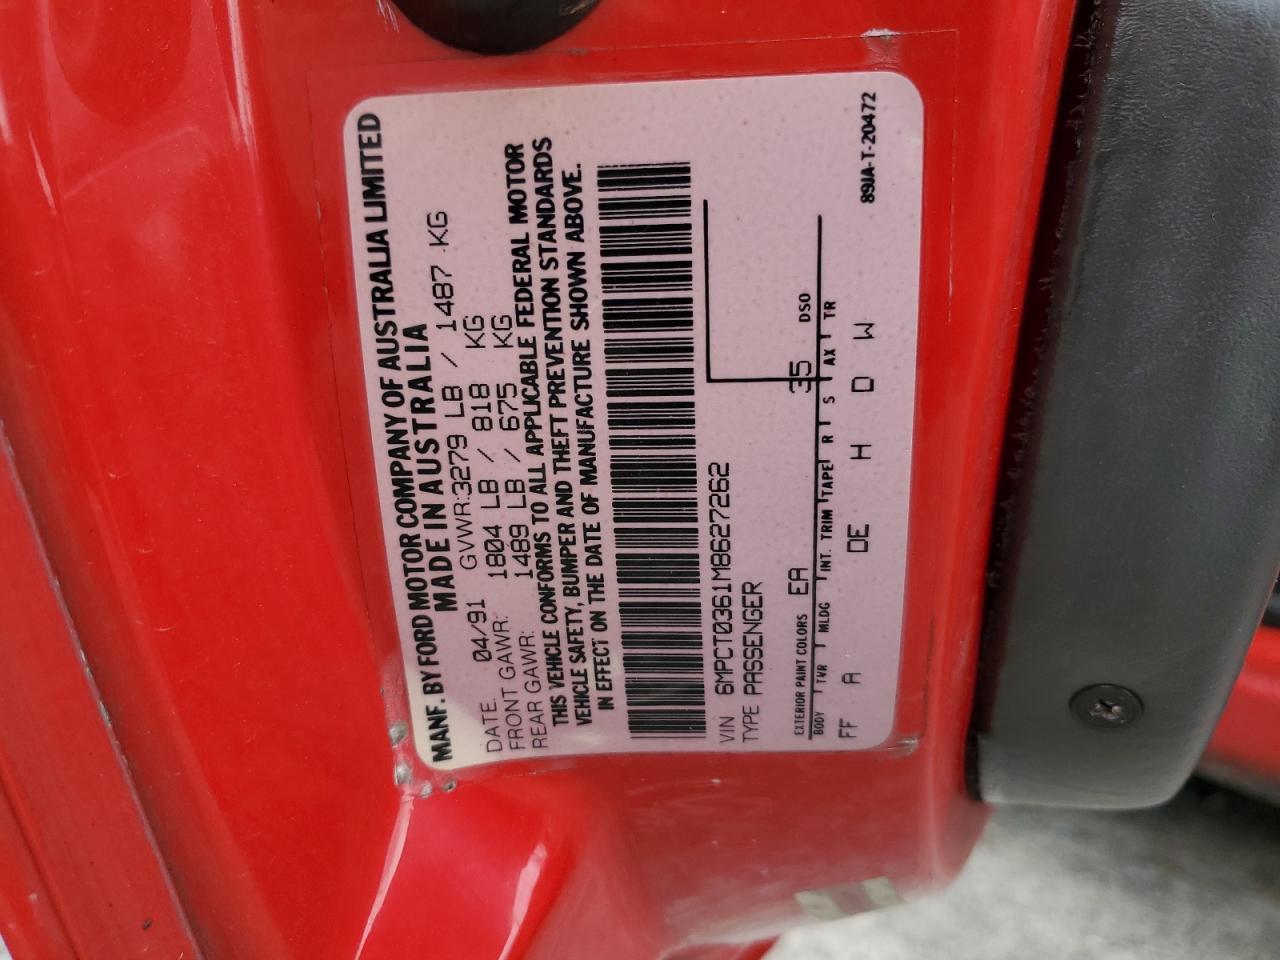 MANF. BY FORD MOTOR COMPANY OF AUSTRALIA LIMITED
MADE IN AUSTRALIA
DATE. 04/91 GVWR:3279 LB / 1487 KG
FRONT GAWR: 1804 LB / 818 KG
REAR GAWR: 1489 LB / 675 KG
THIS VEHICLE CONFORMS TO ALL APPLICABLE FEDERAL MOTOR
VEHICLE SAFETY, BUMPER AND THEFT PREVENTION STANDARDS
IN EFFECT ON THE DATE OF MANUFACTURE SHOWN ABOVE.
VIN 6MPCT0361M8627262
TYPE PASSENGER
EXTERIOR PAINT COLORS EA 35 DSO
BODY TVR MLDG INT. TRIM TAPE R S AX TR
FF A DE H D W
89JA-T-20472